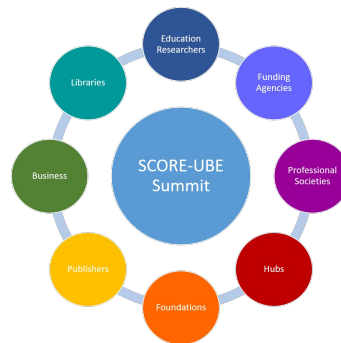 Education
Researchers
Funding
Agencies
Professional
Societies
Hubs
Foundations
Publishers
Business
Libraries
SCORE-UBE
Summit